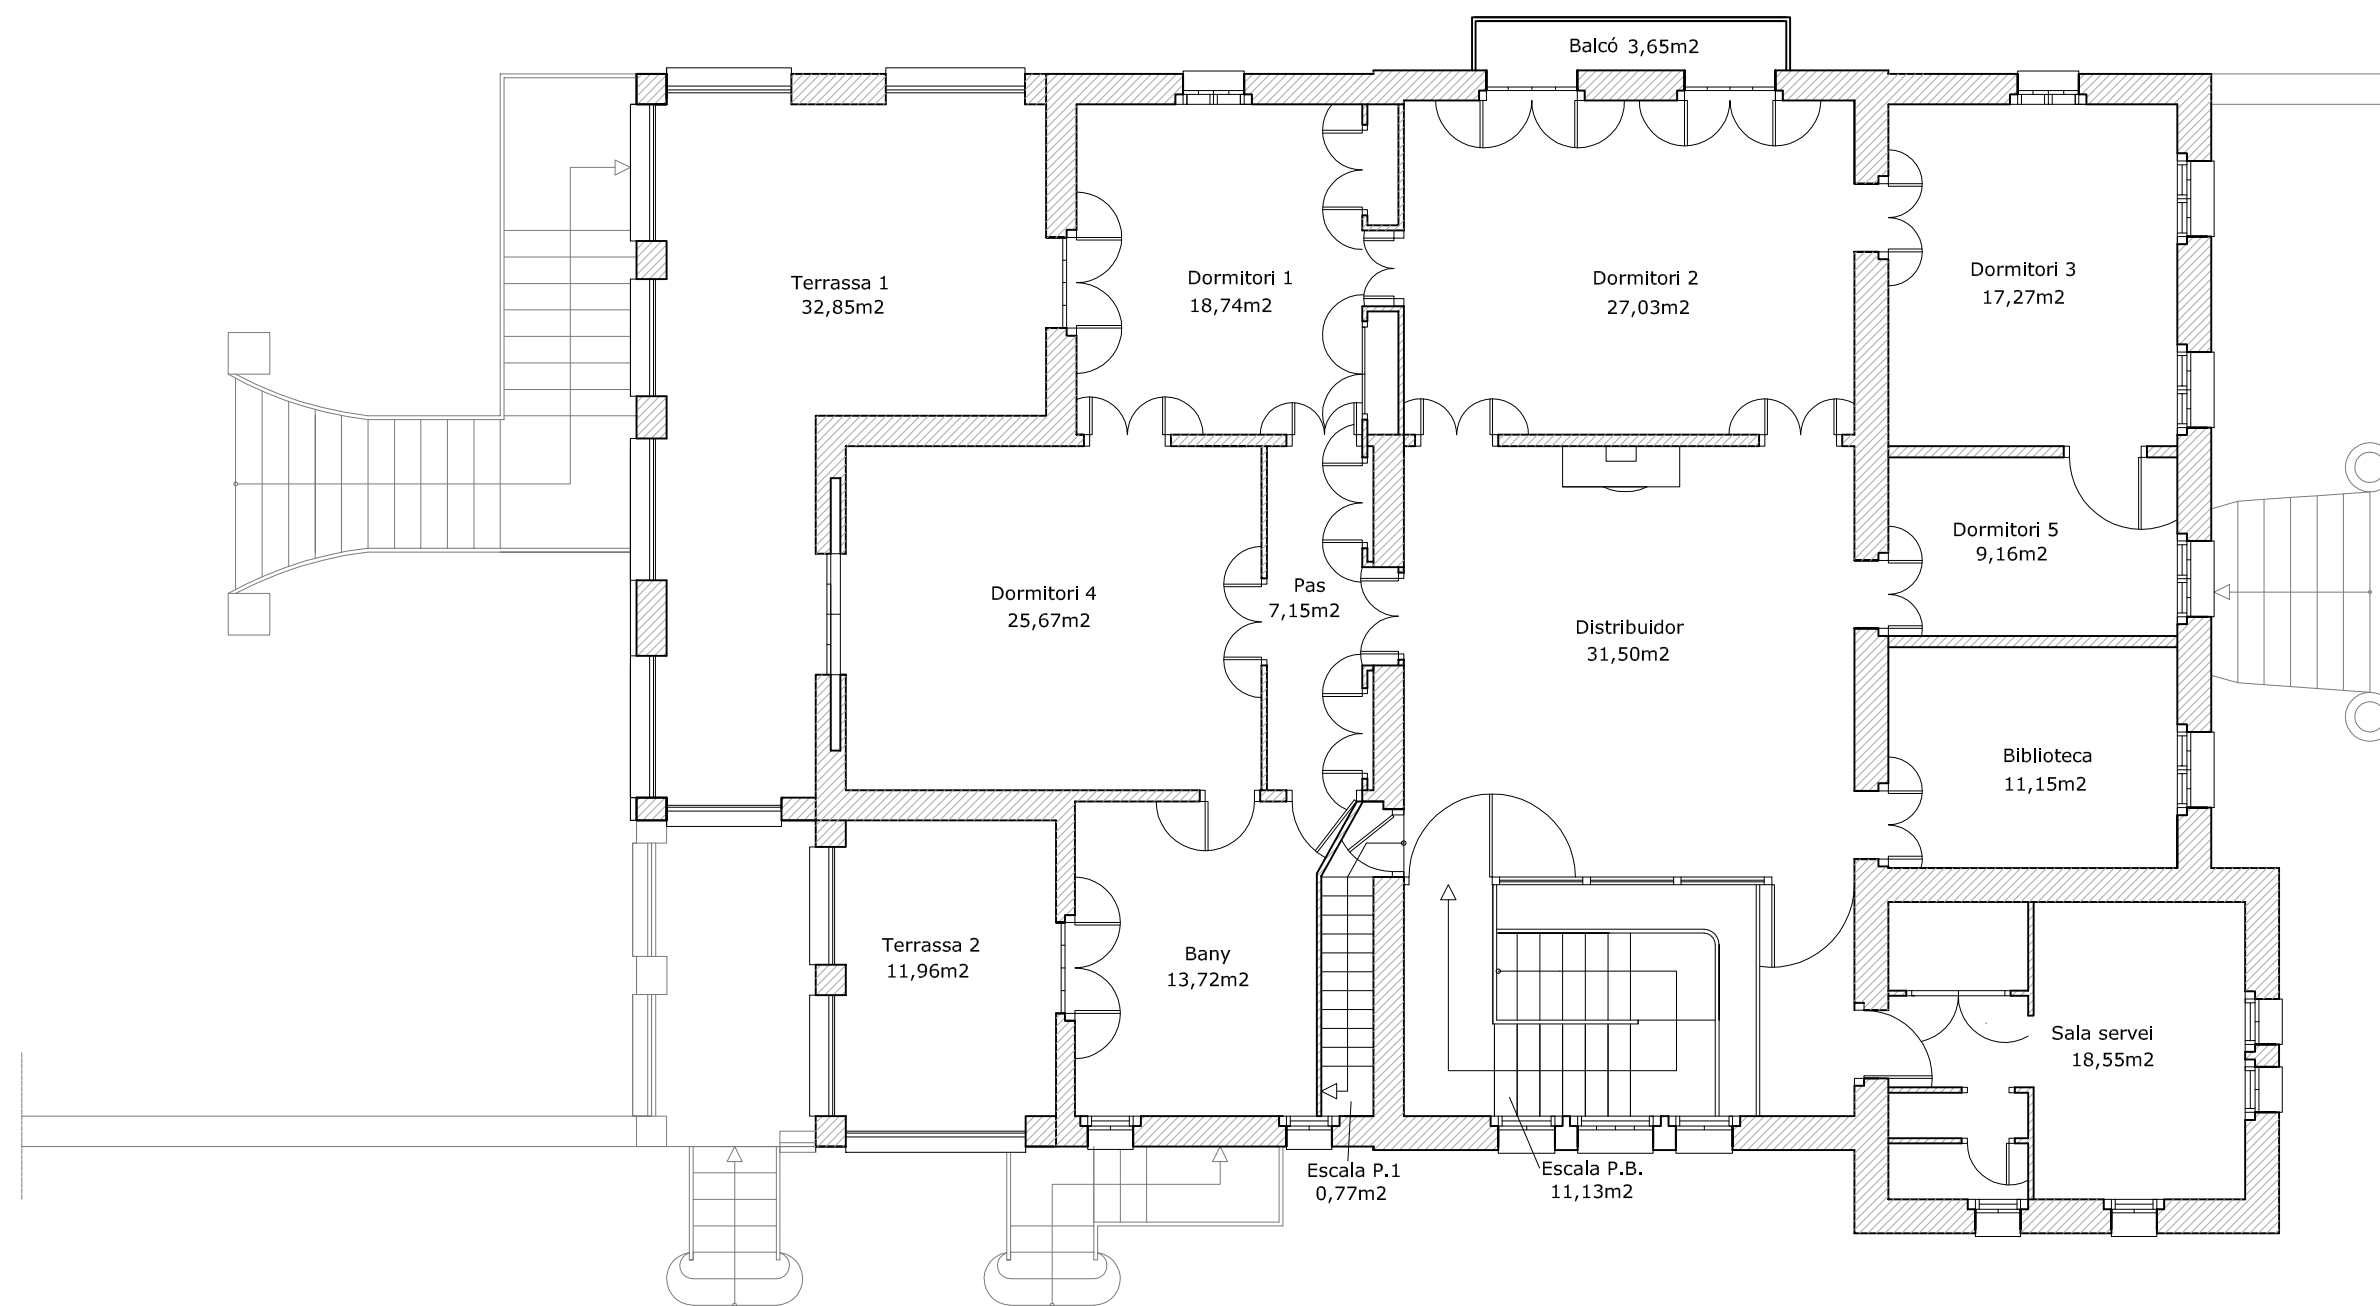 Balcó 3,65m2
Terrassa 1
32,85m2
Dormitori 1
18,74m2
Dormitori 2
27,03m2
Dormitori 3
17,27m2
Dormitori 4
25,67m2
Pas
7,15m2
Distribuidor
31,50m2
Dormitori 5
9,16m2
Biblioteca
11,15m2
Terrassa 2
11,96m2
Bany
13,72m2
Sala servei
18,55m2
Escala P.1
0,77m2
Escala P.B.
11,13m2